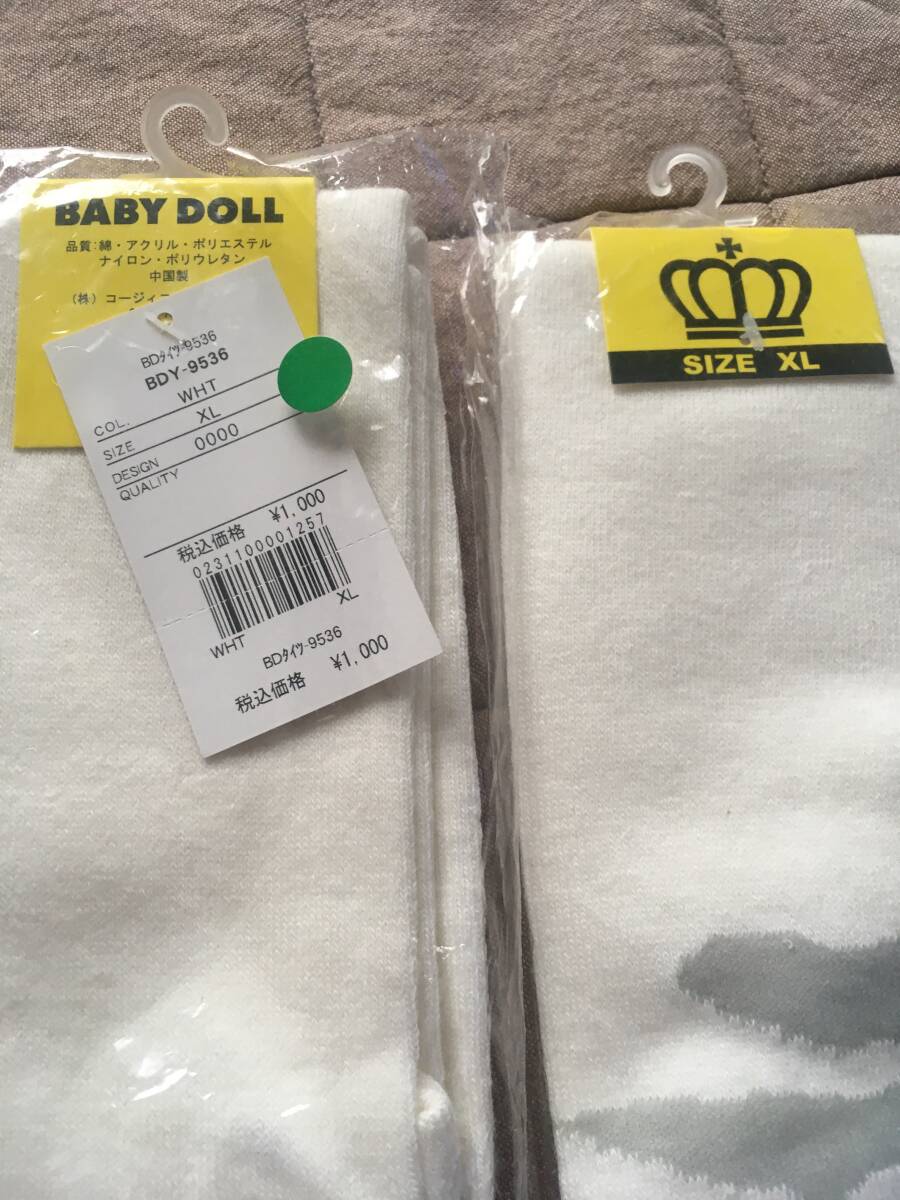 BABY DOLL
品質:綿・アクリル・ポリエステル
ナイロン・ポリウレタン
中国製
(株)コージィ
BDタイツ-9536
BDY-9536
COL. WHT
SIZE XL
DESIGN 0000
QUALITY
税込価格 ¥1,000
0231100001257
WHT XL
BDタイツ-9536
税込価格 ¥1,000
SIZE XL